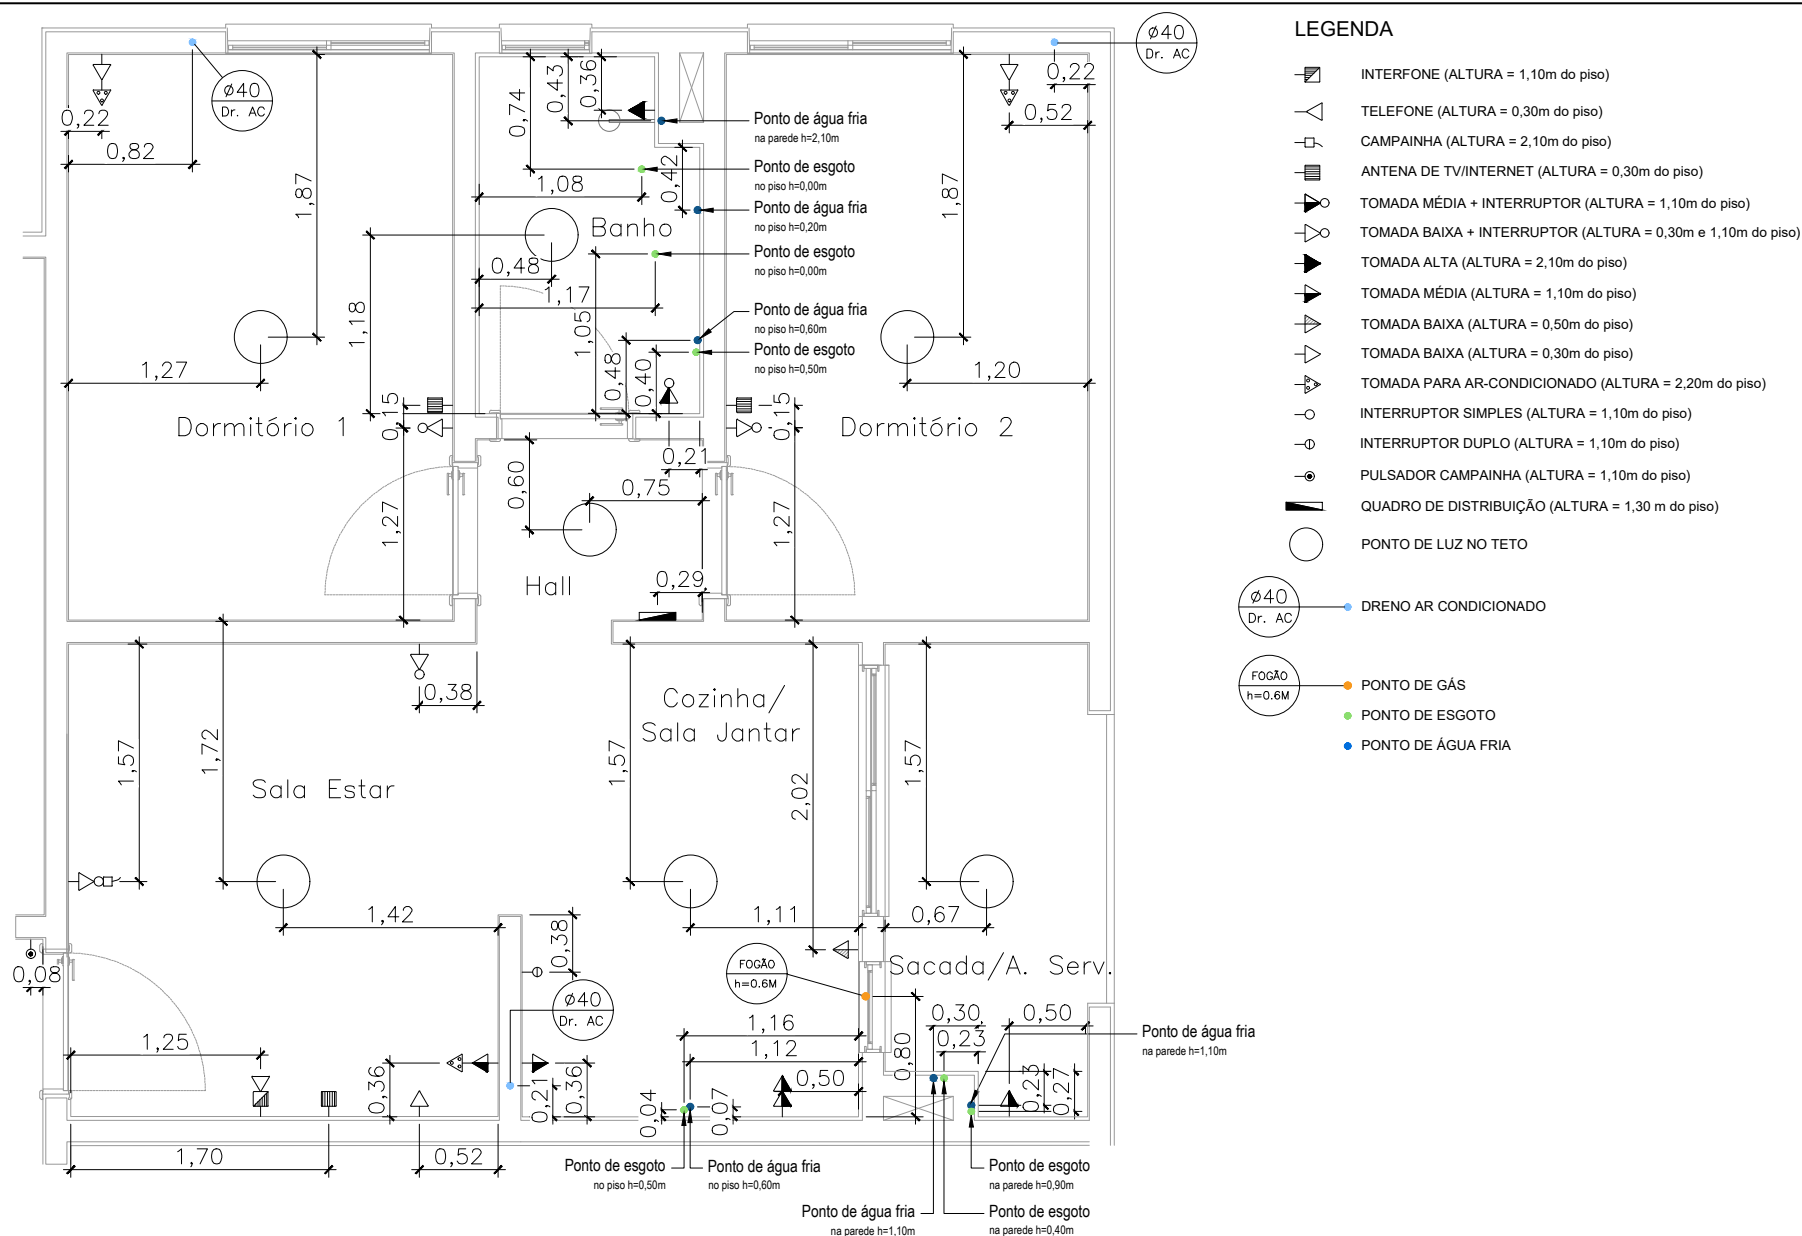 LEGENDA
INTERFONE (ALTURA = 1,10m do piso)
TELEFONE (ALTURA = 0,30m do piso)
CAMPAINHA (ALTURA = 2,10m do piso)
ANTENA DE TV/INTERNET (ALTURA = 0,30m do piso)
TOMADA MÉDIA + INTERRUPTOR (ALTURA = 1,10m do piso)
TOMADA BAIXA + INTERRUPTOR (ALTURA = 0,30m e 1,10m do piso)
TOMADA ALTA (ALTURA = 2,10m do piso)
TOMADA MÉDIA (ALTURA = 1,10m do piso)
TOMADA BAIXA (ALTURA = 0,50m do piso)
TOMADA BAIXA (ALTURA = 0,30m do piso)
TOMADA PARA AR-CONDICIONADO (ALTURA = 2,20m do piso)
INTERRUPTOR SIMPLES (ALTURA = 1,10m do piso)
INTERRUPTOR DUPLO (ALTURA = 1,10m do piso)
PULSADOR CAMPAINHA (ALTURA = 1,10m do piso)
QUADRO DE DISTRIBUIÇÃO (ALTURA = 1,30 m do piso)
PONTO DE LUZ NO TETO
Ø40
Dr. AC
DRENO AR CONDICIONADO
FOGÃO
h=0.6M
PONTO DE GÁS
PONTO DE ESGOTO
PONTO DE ÁGUA FRIA
Ø40
Dr. AC
0,22
0,82
1,87
1,27
1,18
0,15
1,27
Dormitório 1
0,74
0,43
0,36
1,08
0,42
Banho
0,48
1,17
1,05
0,48
0,40
0,21
Ponto de água fria
na parede h=2,10m
Ponto de esgoto
no piso h=0,00m
Ponto de água fria
no piso h=0,20m
Ponto de esgoto
no piso h=0,00m
Ponto de água fria
no piso h=0,60m
Ponto de esgoto
no piso h=0,50m
Ø40
Dr. AC
0,22
0,52
1,87
1,20
0,15
1,27
Dormitório 2
0,60
0,75
0,29
Hall
0,38
1,57
1,72
Sala Estar
1,42
0,08
1,25
0,36
1,70
0,52
Cozinha/
Sala Jantar
1,57
2,02
1,11
0,38
Ø40
Dr. AC
0,21
0,36
FOGÃO
h=0.6M
1,16
1,12
0,50
0,04
0,07
Ponto de esgoto
no piso h=0,50m
Ponto de água fria
no piso h=0,60m
1,57
0,67
Sacada/A. Serv.
0,80
0,30
0,23
0,50
0,23
0,27
Ponto de água fria
na parede h=1,10m
Ponto de esgoto
na parede h=0,90m
Ponto de água fria
na parede h=1,10m
Ponto de esgoto
na parede h=0,40m